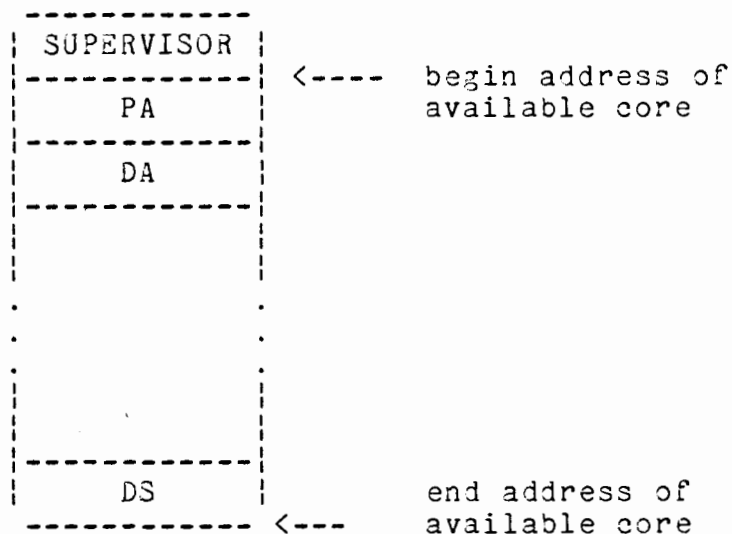 SUPERVISOR
<---- begin address of
PA available core
DA
.
.
.
DS end address of
<--- available core